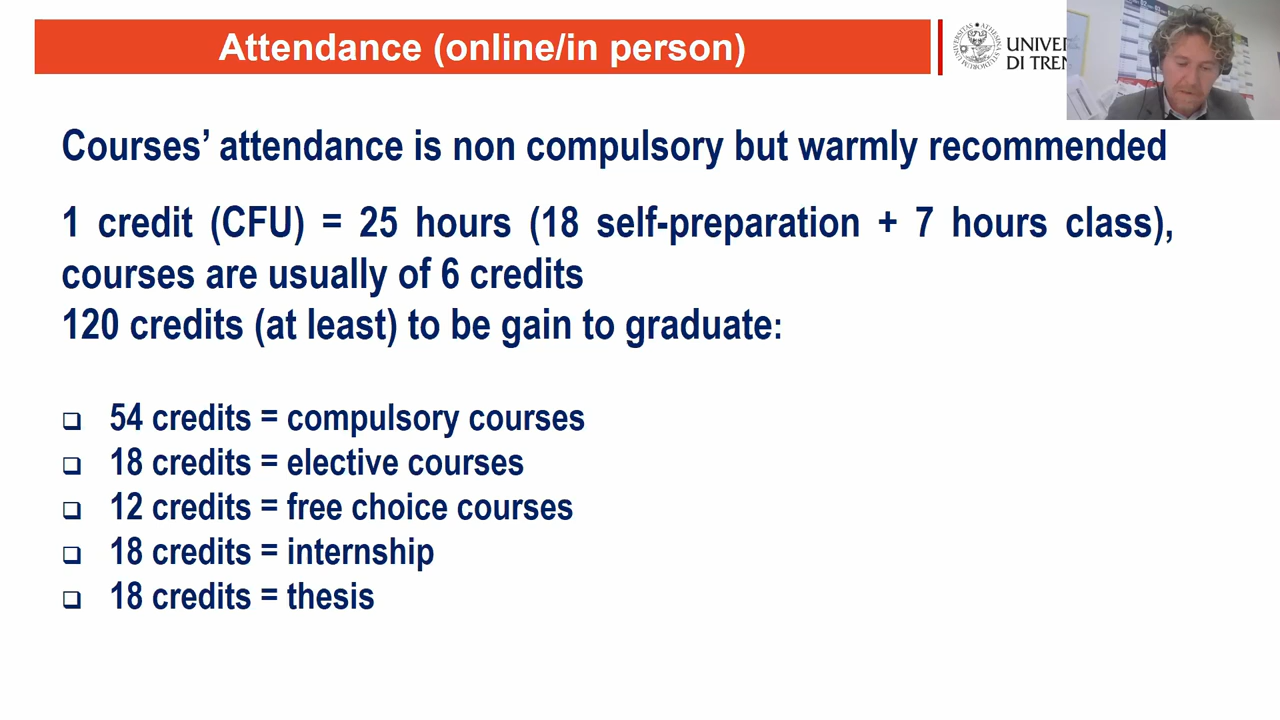 Attendance (online/in person)
Courses’ attendance is non compulsory but warmly recommended
1 credit (CFU) = 25 hours (18 self-preparation + 7 hours class),
courses are usually of 6 credits
120 credits (at least) to be gain to graduate:
54 credits = compulsory courses
18 credits = elective courses
12 credits = free choice courses
18 credits = internship
18 credits = thesis